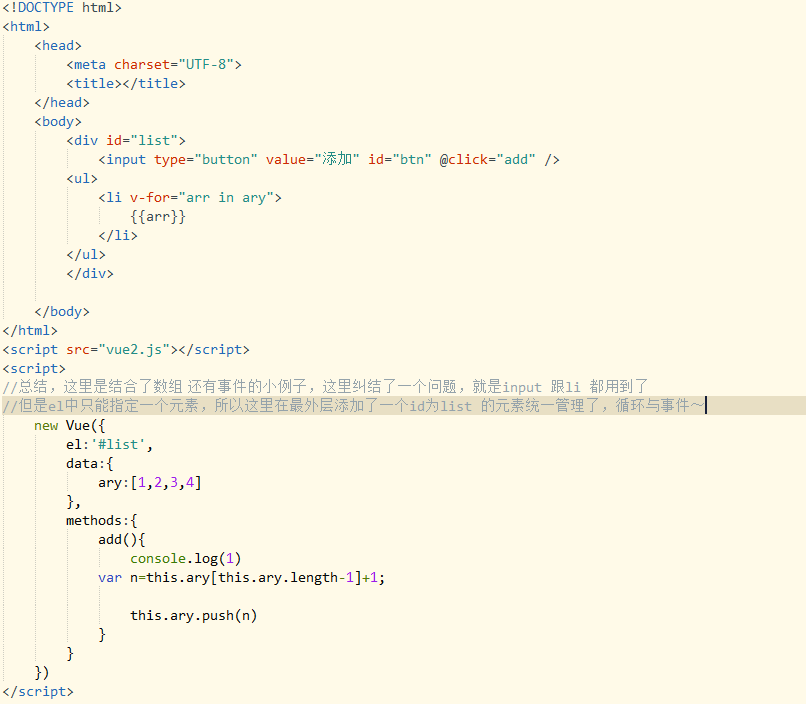 <!DOCTYPE html>
<html>
    <head>
        <meta charset="UTF-8">
        <title></title>
    </head>
    <body>
        <div id="list">
            <input type="button" value="添加" id="btn" @click="add" />
        <ul>
            <li v-for="arr in ary">
                {{arr}}
            </li>
        </ul>
        </div>
    </body>
</html>
<script src="vue2.js"></script>
<script>
//总结，这里是结合了数组 还有事件的小例子，这里纠结了一个问题，就是input 跟li 都用到了
//但是el中只能指定一个元素，所以这里在最外层添加了一个id为list 的元素统一管理了，循环与事件～
    new Vue({
        el:'#list',
        data:{
            ary:[1,2,3,4]
        },
        methods:{
            add(){
                console.log(1)
            var n=this.ary[this.ary.length-1]+1;
                this.ary.push(n)
            }
        }
    })
</script>